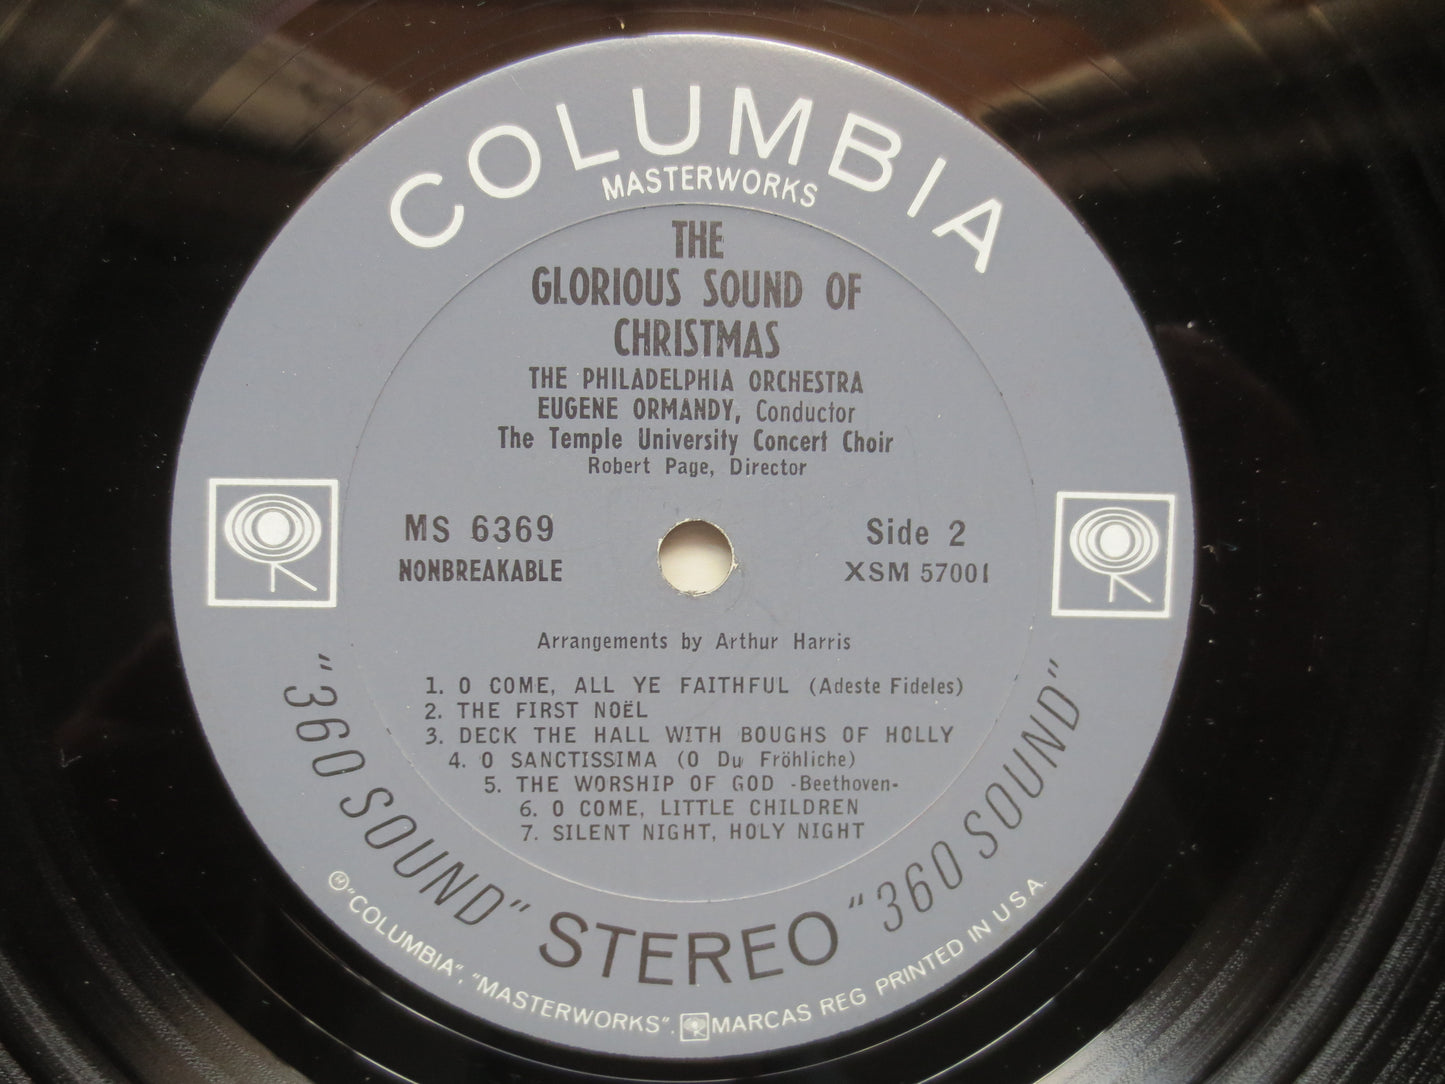 COLUMBIA
MASTERWORKS
THE
GLORIOUS SOUND OF
CHRISTMAS
THE PHILADELPHIA ORCHESTRA
EUGENE ORMANDY, Conductor
The Temple University Concert Choir
Robert Page, Director
MS 6369
NONBREAKABLE
Side 2
XSM 57001
Arrangements by Arthur Harris
1. O COME, ALL YE FAITHFUL (Adeste Fideles)
2. THE FIRST NOËL
3. DECK THE HALL WITH BOUGHS OF HOLLY
4. O SANCTISSIMA (O Du Fröhliche)
5. THE WORSHIP OF GOD -Beethoven-
6. O COME, LITTLE CHILDREN
7. SILENT NIGHT, HOLY NIGHT
"360 SOUND" STEREO "360 SOUND"
"COLUMBIA", "MASTERWORKS", MARCAS REG PRINTED IN U.S.A.